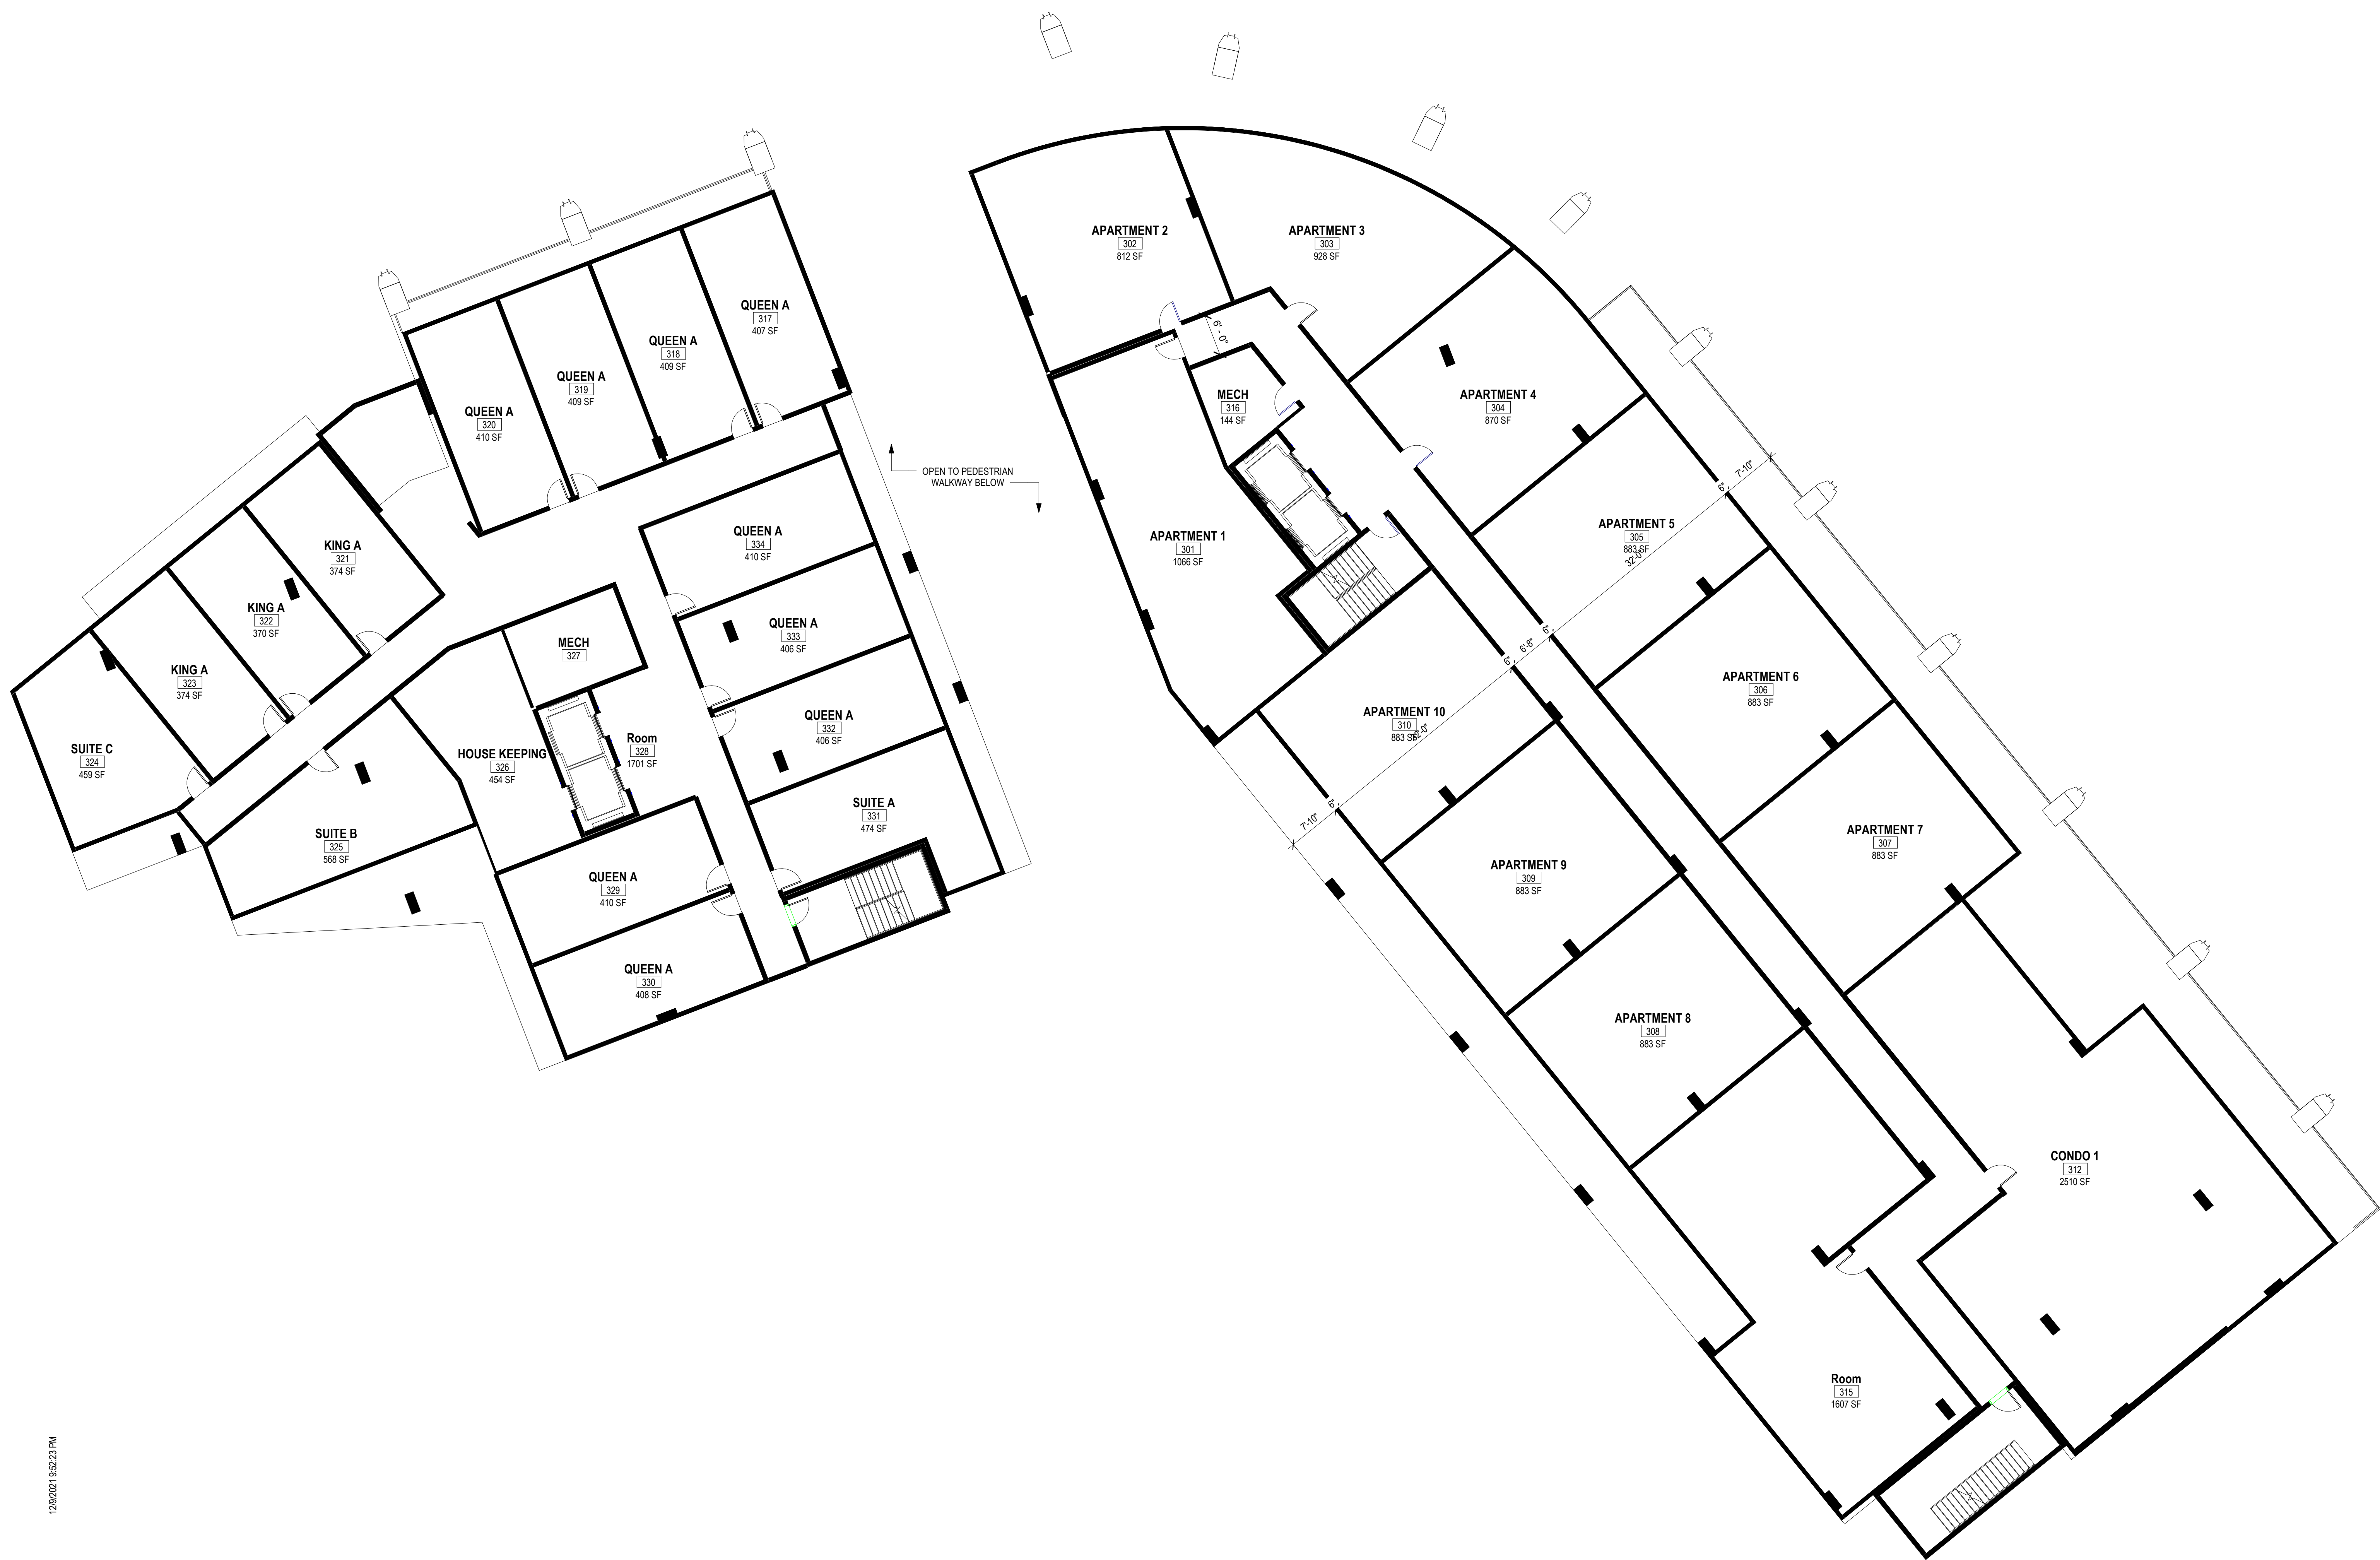 APARTMENT 2
302
812 SF
APARTMENT 3
303
928 SF
6' - 0"
QUEEN A
317
407 SF
QUEEN A
318
409 SF
QUEEN A
319
409 SF
QUEEN A
320
410 SF
MECH
316
144 SF
APARTMENT 4
304
870 SF
OPEN TO PEDESTRIAN
WALKWAY BELOW
7'-10"
6"
APARTMENT 5
305
883 SF
32'-0"
APARTMENT 1
301
1066 SF
KING A
321
374 SF
KING A
322
370 SF
KING A
323
374 SF
SUITE C
324
459 SF
QUEEN A
334
410 SF
QUEEN A
333
406 SF
QUEEN A
332
406 SF
SUITE A
331
474 SF
MECH
327
HOUSE KEEPING
326
454 SF
Room
328
1701 SF
SUITE B
325
568 SF
QUEEN A
329
410 SF
QUEEN A
330
408 SF
6"
6'-8"
6"
APARTMENT 6
306
883 SF
APARTMENT 10
310
883 SF
32'-0"
6"
7'-10"
APARTMENT 7
307
883 SF
APARTMENT 9
309
883 SF
APARTMENT 8
308
883 SF
CONDO 1
312
2510 SF
Room
315
1607 SF
12/9/2021 9:52:23 PM